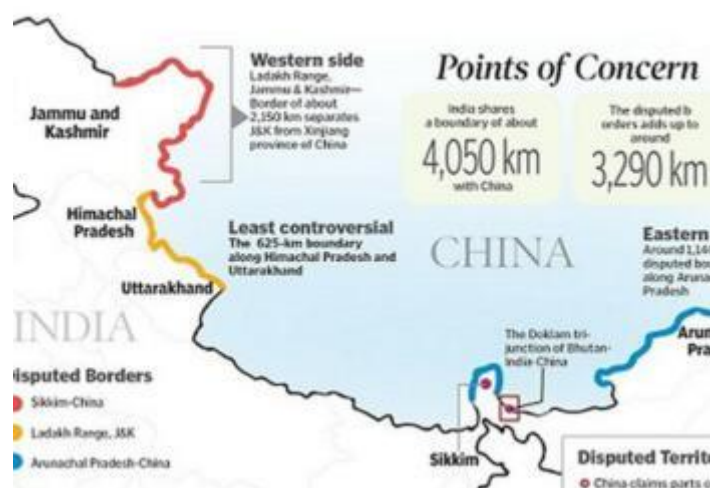 Points of Concern
Western side
Ladakh Range,
Jammu & Kashmir—
Border of about
2,150 km separates
J&K from Xinjiang
province of China
India shares
a boundary of about
4,050 km
with China
The disputed b
orders adds up to
around
3,290 km
Jammu and
Kashmir
Himachal
Pradesh
Least controversial
The 625-km boundary
along Himachal Pradesh and
Uttarakhand
Uttarakhand
CHINA
Eastern
Around 1,14
disputed bo
along Aruna
Pradesh
INDIA
The Doklam tri-
junction of Bhutan-
India-China
Arun
Pra
isputed Borders
Sikkim-China
Ladakh Range, J&K
Arunachal Pradesh-China
Sikkim
Disputed Territo
China claims parts o